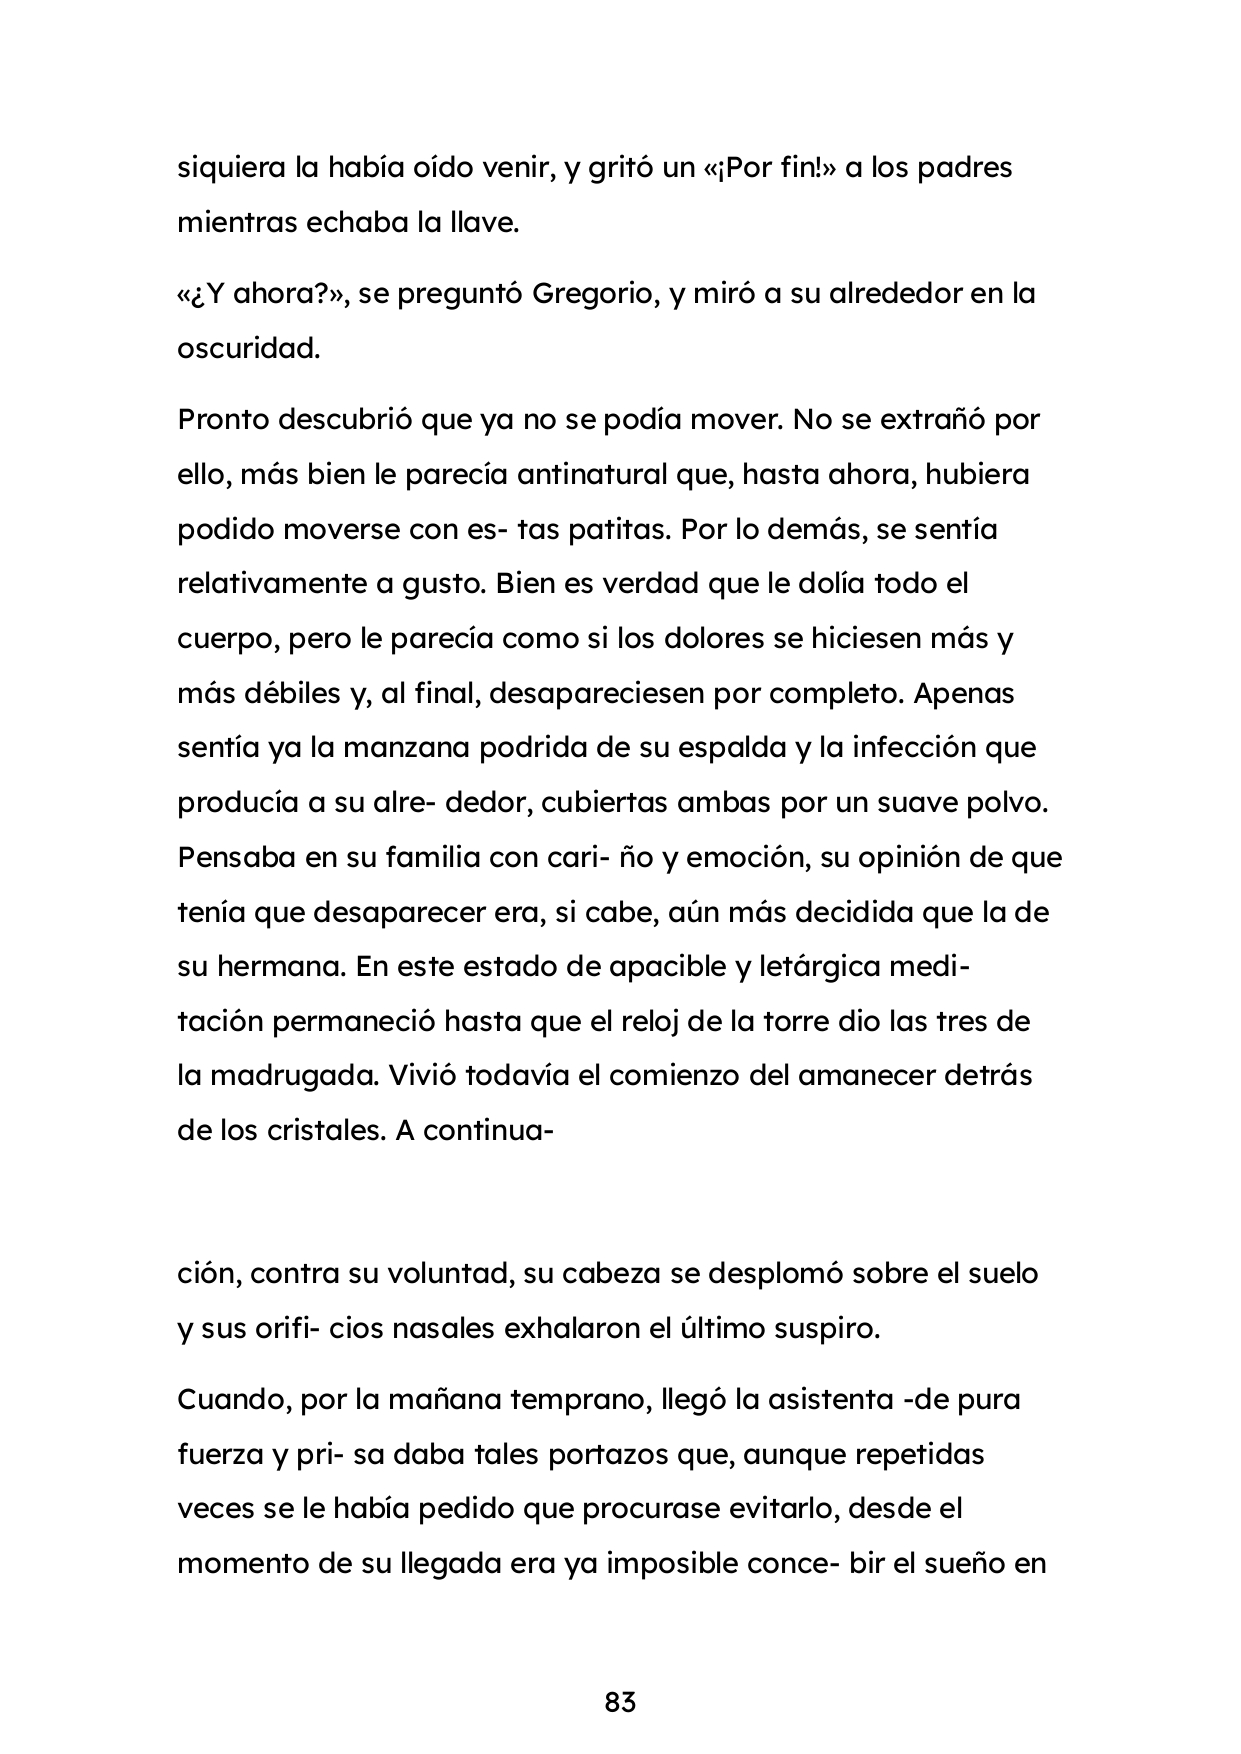 siquiera la había oído venir, y gritó un «¡Por fin!» a los padres
mientras echaba la llave.
«¿Y ahora?», se preguntó Gregorio, y miró a su alrededor en la
oscuridad.
Pronto descubrió que ya no se podía mover. No se extrañó por
ello, más bien le parecía antinatural que, hasta ahora, hubiera
podido moverse con es- tas patitas. Por lo demás, se sentía
relativamente a gusto. Bien es verdad que le dolía todo el
cuerpo, pero le parecía como si los dolores se hiciesen más y
más débiles y, al final, desapareciesen por completo. Apenas
sentía ya la manzana podrida de su espalda y la infección que
producía a su alre- dedor, cubiertas ambas por un suave polvo.
Pensaba en su familia con cari- ño y emoción, su opinión de que
tenía que desaparecer era, si cabe, aún más decidida que la de
su hermana. En este estado de apacible y letárgica medi-
tación permaneció hasta que el reloj de la torre dio las tres de
la madrugada. Vivió todavía el comienzo del amanecer detrás
de los cristales. A continua-
ción, contra su voluntad, su cabeza se desplomó sobre el suelo
y sus orifi- cios nasales exhalaron el último suspiro.
Cuando, por la mañana temprano, llegó la asistenta -de pura
fuerza y pri- sa daba tales portazos que, aunque repetidas
veces se le había pedido que procurase evitarlo, desde el
momento de su llegada era ya imposible conce- bir el sueño en
83